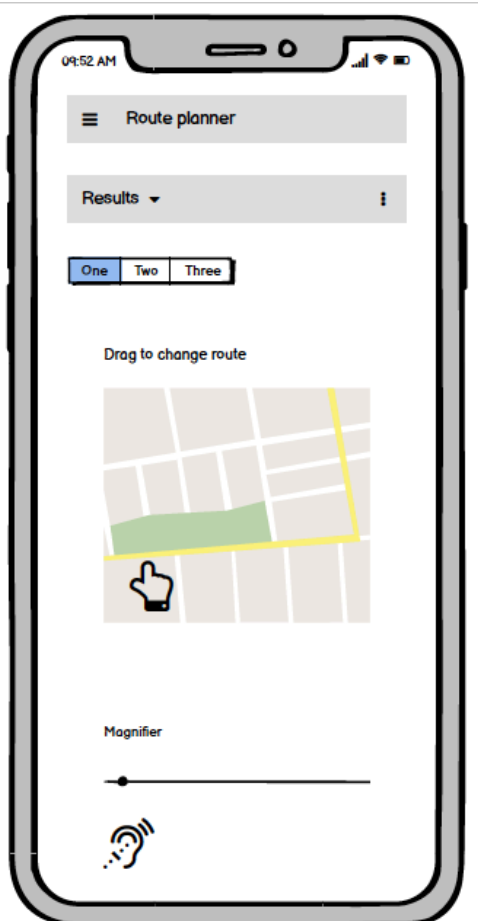 09:52 AM
Route planner
Results
One Two Three
Drag to change route
Magnifier